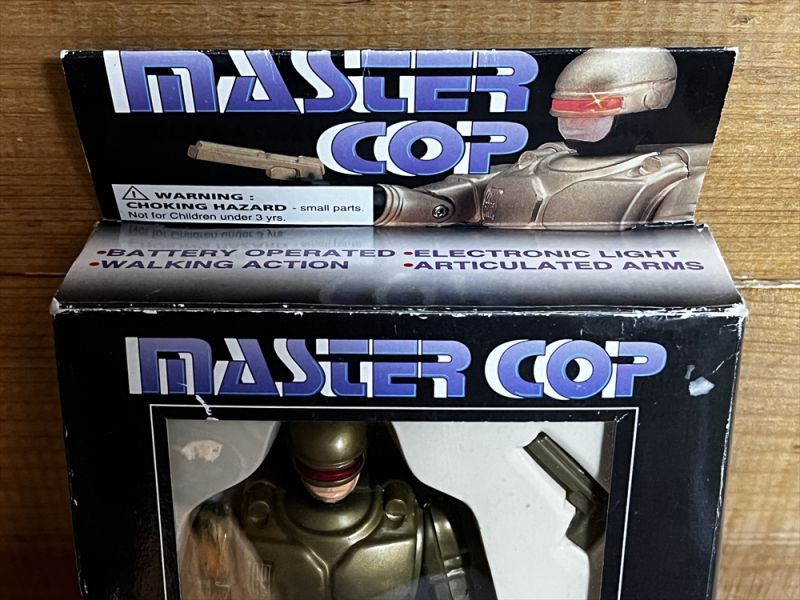 MASTER
COP
⚠ WARNING :
CHOKING HAZARD - small parts.
Not for Children under 3 yrs.
•BATTERY OPERATED •ELECTRONIC LIGHT
•WALKING ACTION •ARTICULATED ARMS
MASTER COP